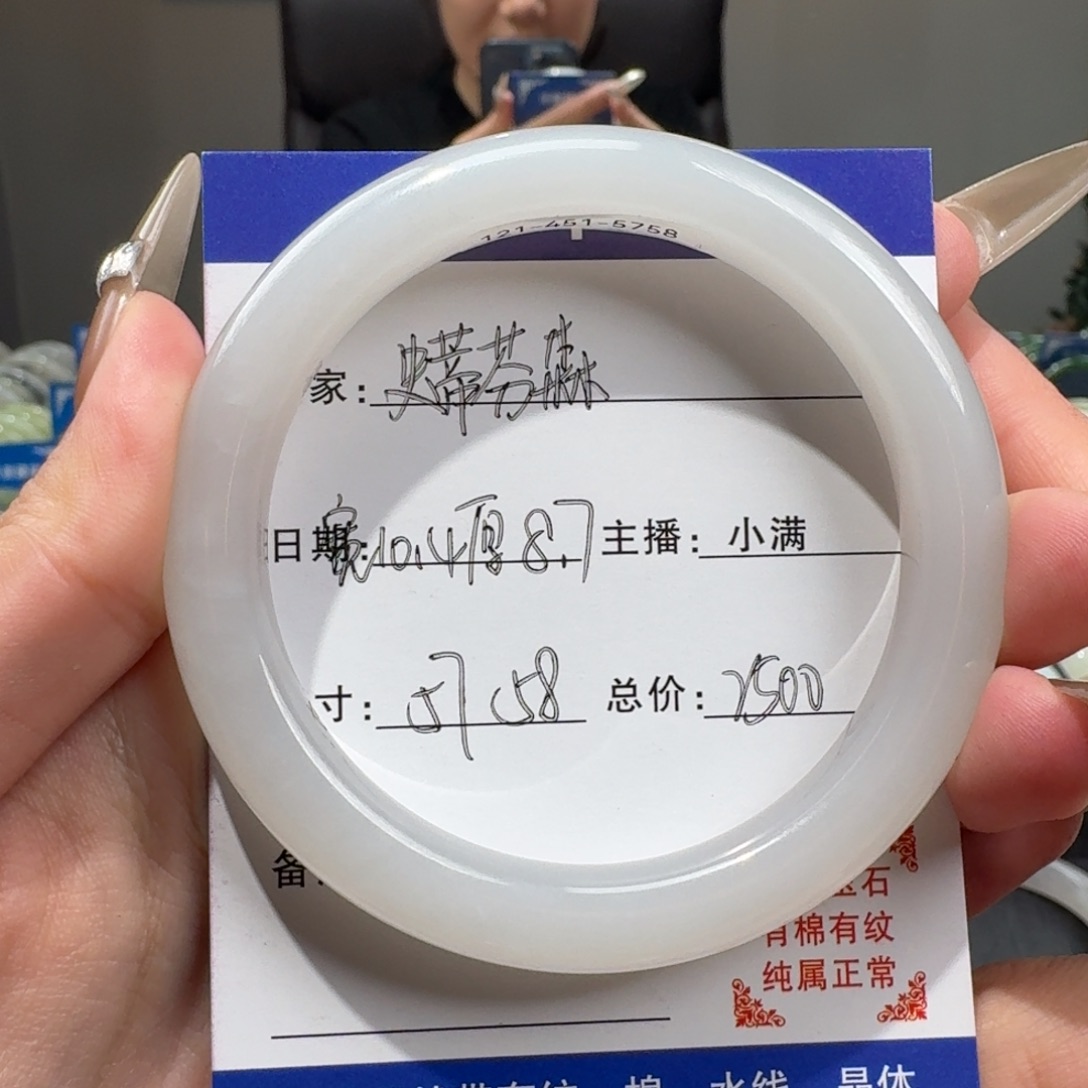 121-451-5758
家: 史蒂芬森
日期: 宽10.4厚8.7 主播: 小满
寸: 57 58 总价: 7500
备:
玉石
有棉有纹
纯属正常
棉 水线 晶体